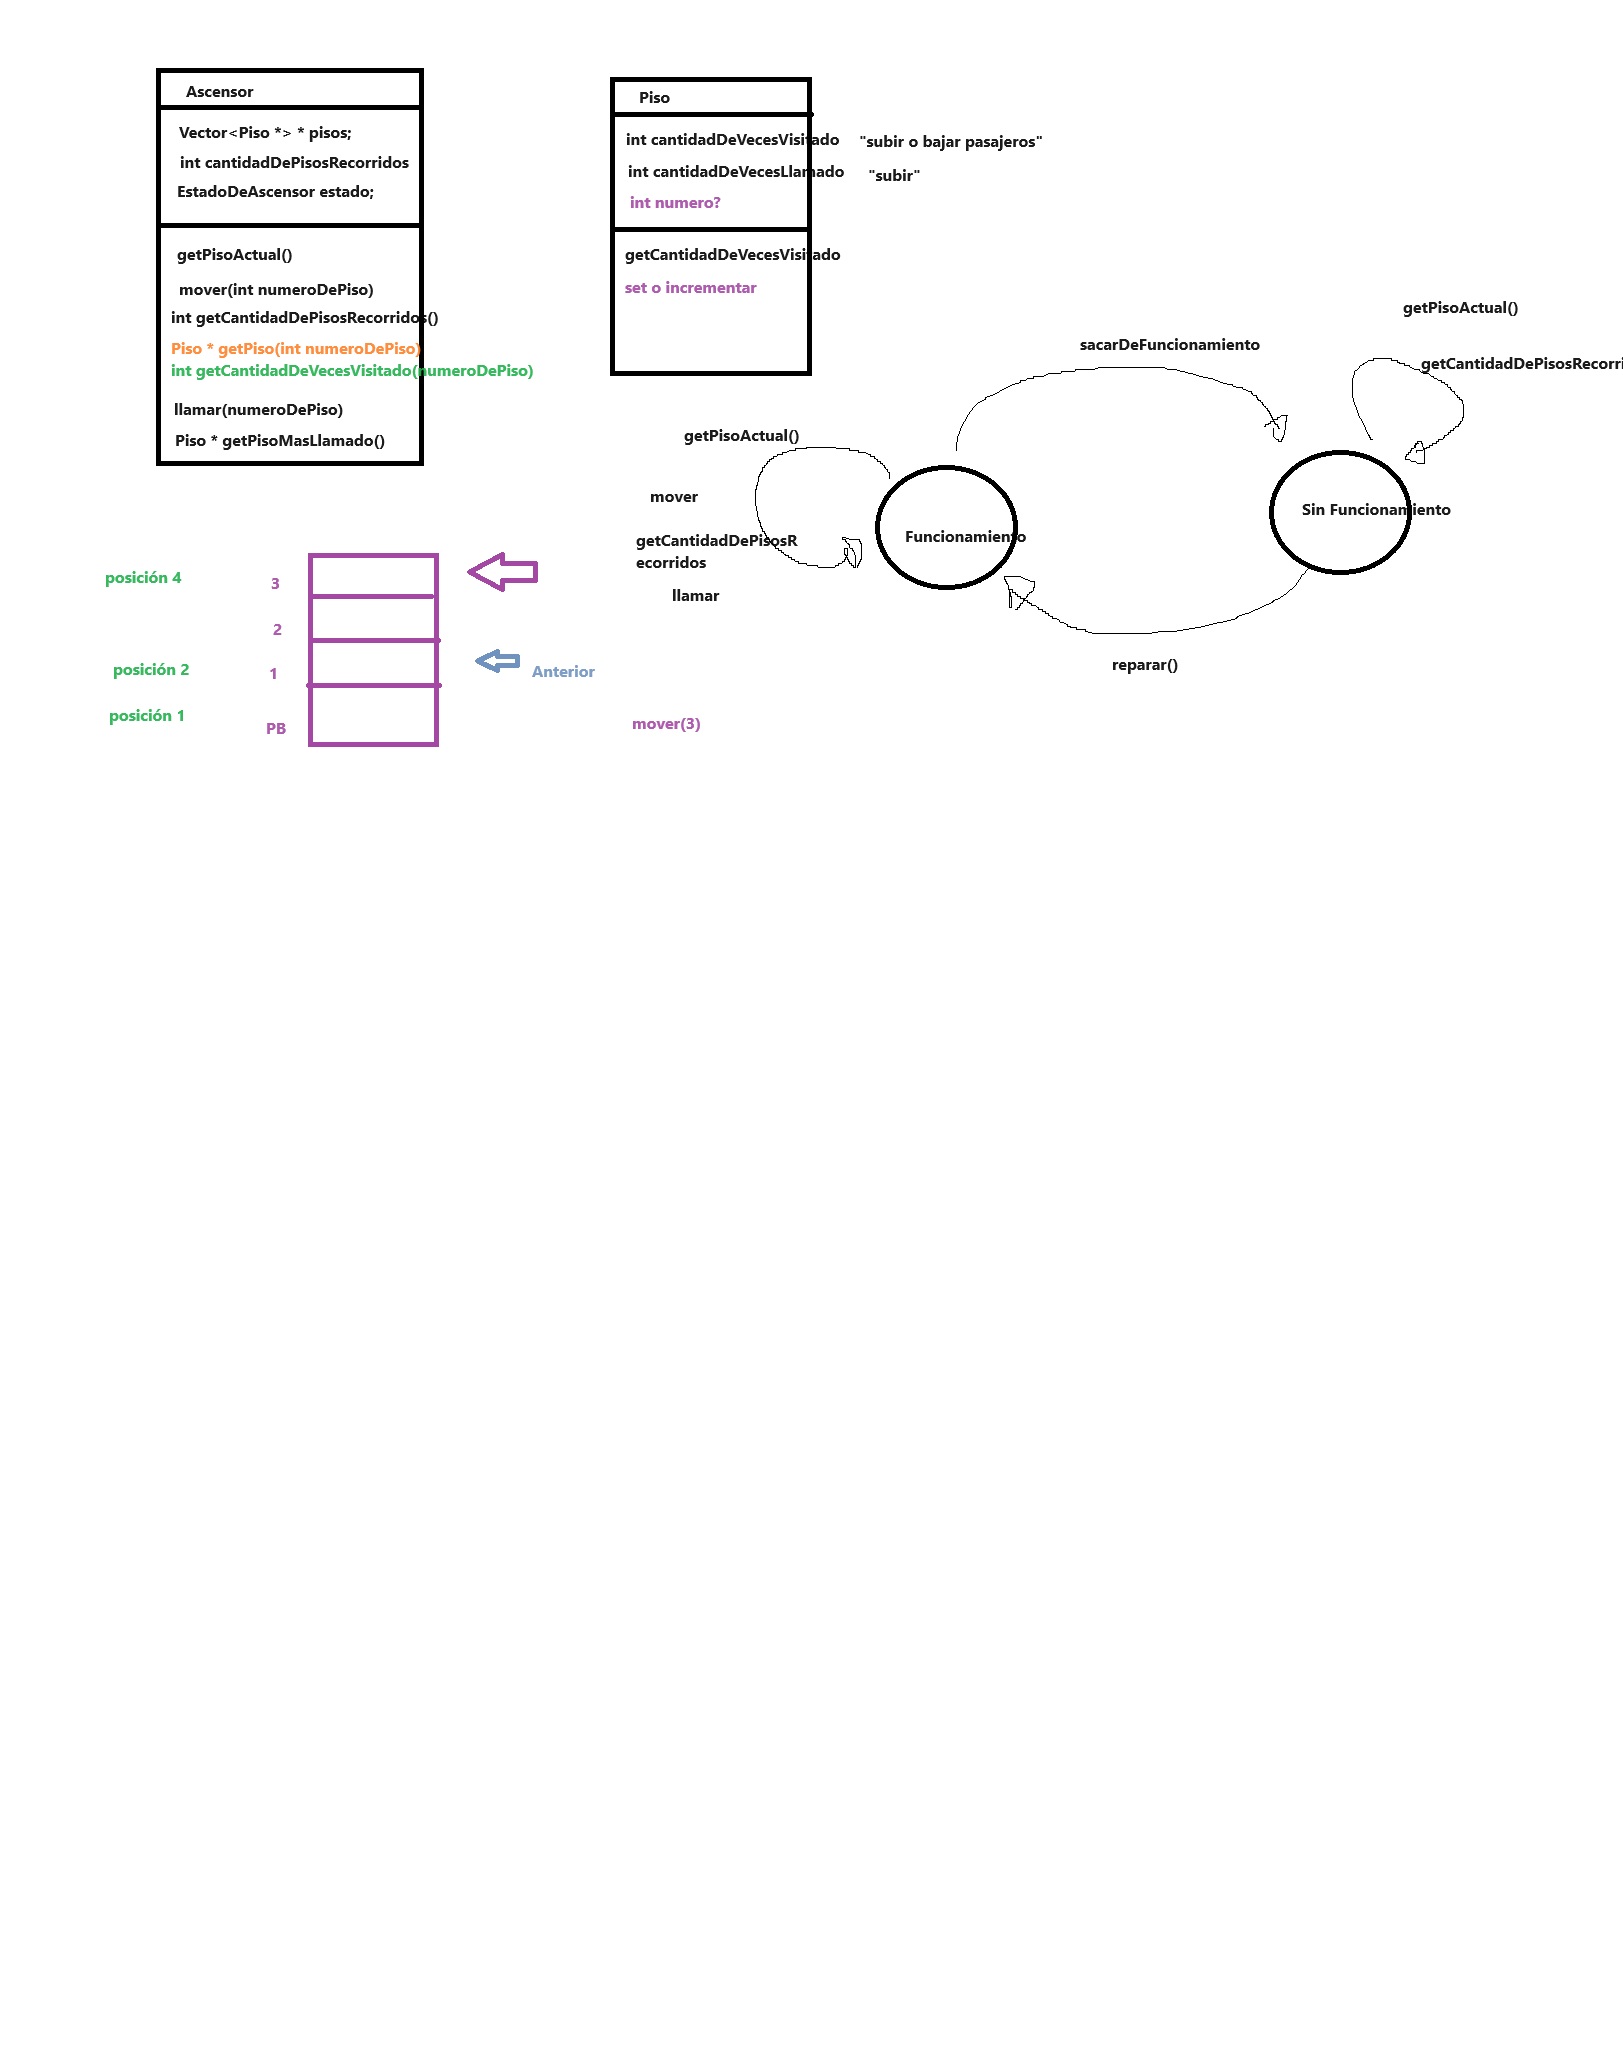 Ascensor
Vector<Piso *> * pisos;
int cantidadDePisosRecorridos
EstadoDeAscensor estado;
getPisoActual()
mover(int numeroDePiso)
int getCantidadDePisosRecorridos()
Piso * getPiso(int numeroDePiso)
int getCantidadDeVecesVisitado(numeroDePiso)
llamar(numeroDePiso)
Piso * getPisoMasLlamado()
Piso
int cantidadDeVecesVisitado
"subir o bajar pasajeros"
int cantidadDeVecesLlamado
"subir"
int numero?
getCantidadDeVecesVisitado
set o incrementar
getPisoActual()
getCantidadDePisosRecorri
sacarDeFuncionamiento
getPisoActual()
mover
getCantidadDePisosR
ecorridos
llamar
Funcionamiento
Sin Funcionamiento
reparar()
posición 4
3
2
posición 2
1
Anterior
posición 1
PB
mover(3)